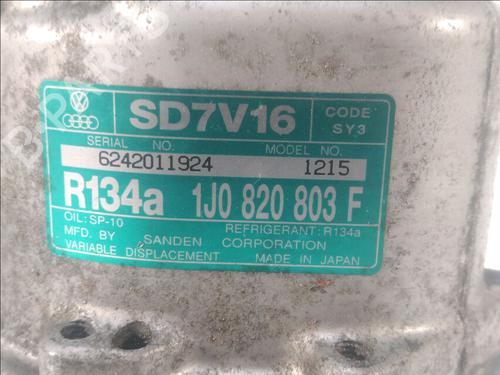 SD7V16
CODE
SY3
SERIAL NO.
MODEL NO.
6242011924
1215
R134a
1J0 820 803 F
OIL: SP-10
REFRIGERANT: R134a
MFD. BY SANDEN CORPORATION
VARIABLE DISPLACEMENT
MADE IN JAPAN